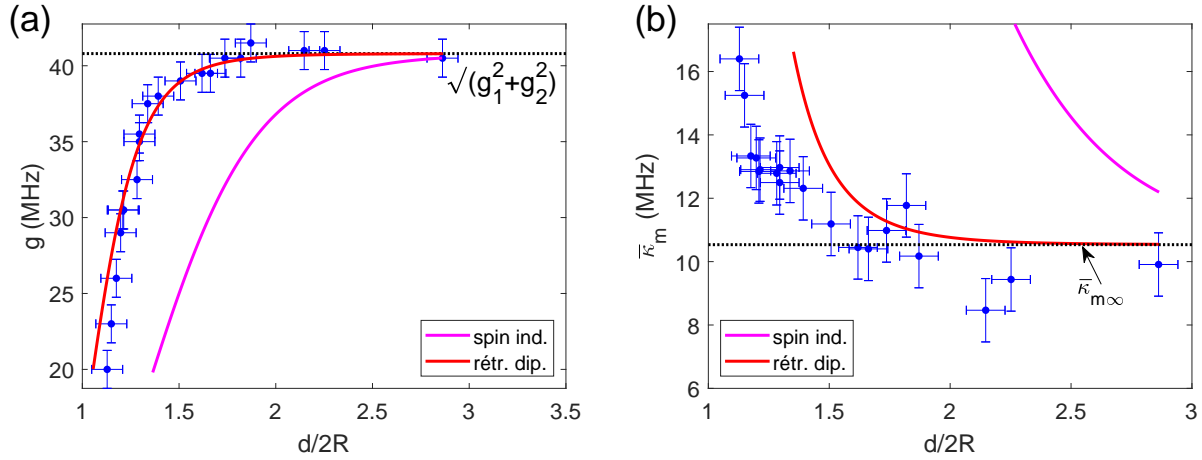 (a)
40
35
30
25
20
g (MHz)
√(g₁²+g₂²)
spin ind.
rétr. dip.
1
1.5
2
2.5
3
3.5
d/2R
(b)
16
14
12
10
8
6
κ̅ₘ (MHz)
κ̅ₘ∞
spin ind.
rétr. dip.
1
1.5
2
2.5
3
d/2R